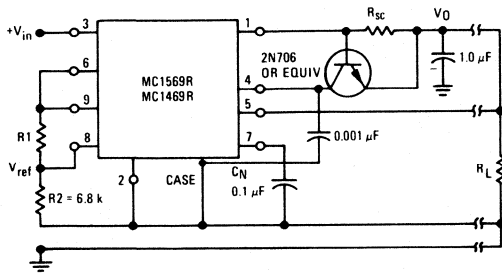 +Vin
3
6
9
8
R1
Vref
R2 = 6.8 k
MC1569R
MC1469R
2
CASE
1
4
5
7
CN
0.1 µF
2N706
OR EQUIV
RSC
VO
1.0 µF
0.001 µF
RL